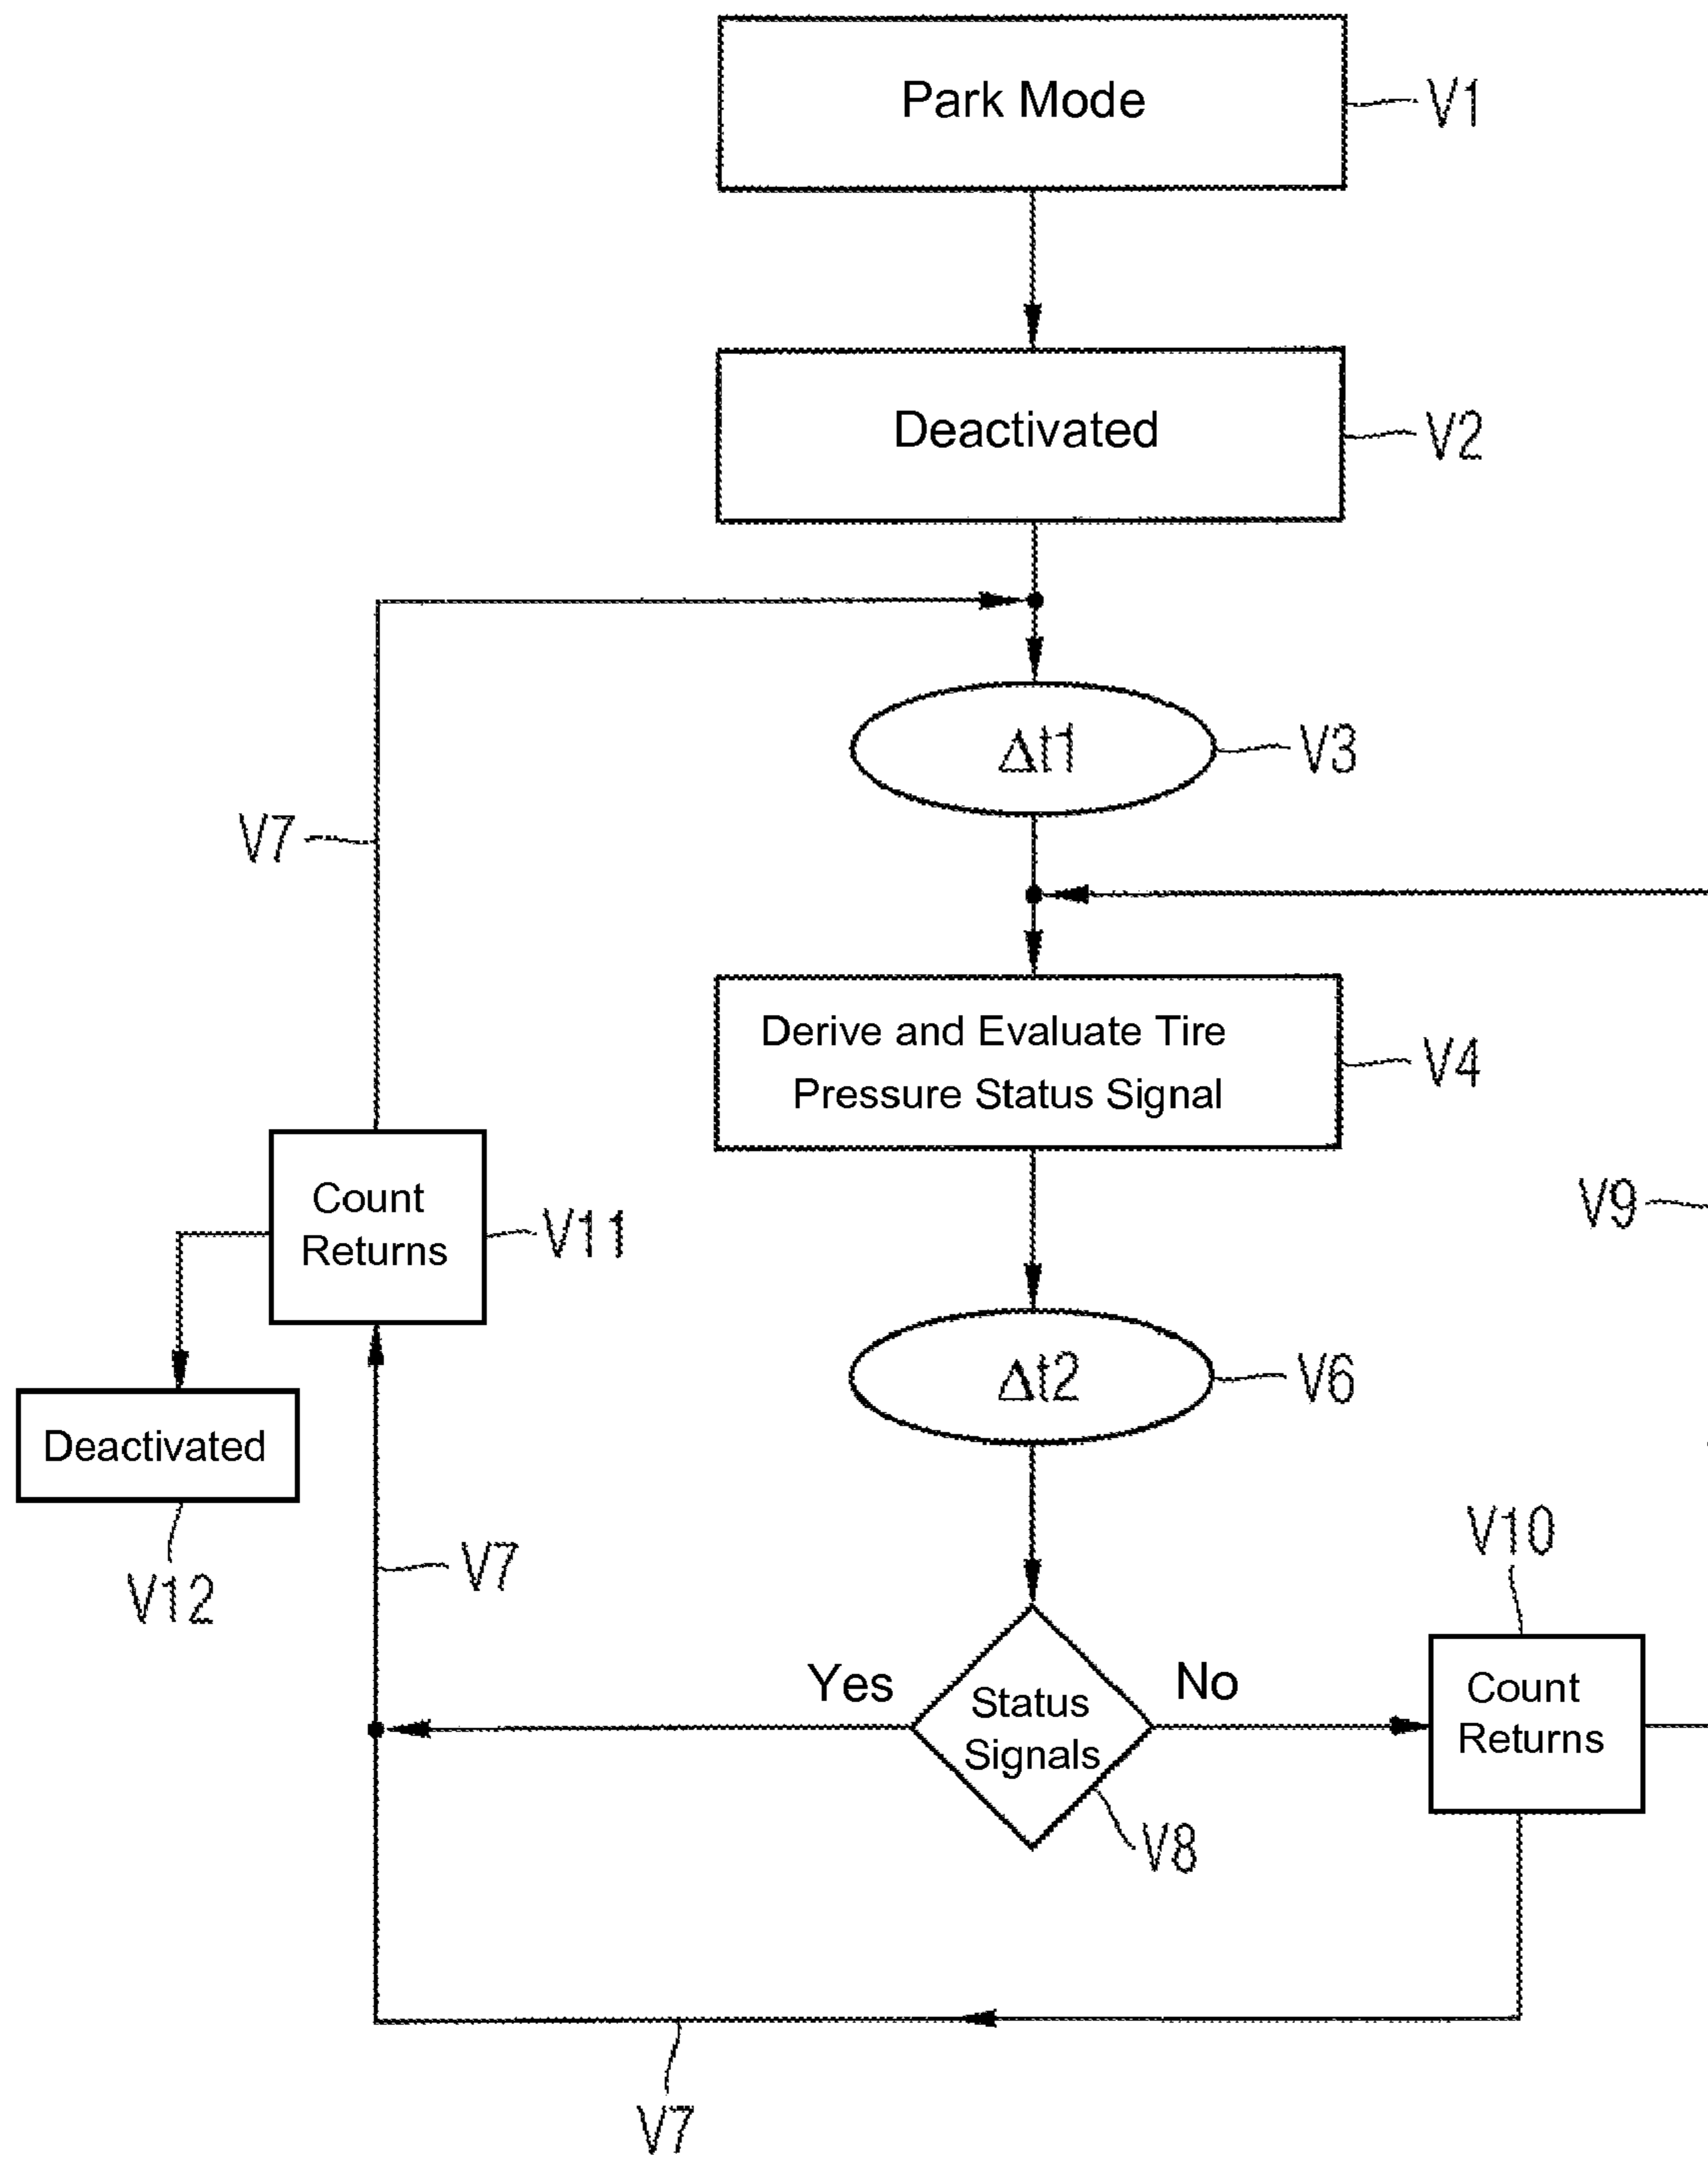 Park Mode
V1
Deactivated
V2
Δt1
V3
V7
Derive and Evaluate Tire
Pressure Status Signal
V4
Count
Returns
V11
V9
Δt2
V6
Deactivated
V12
V7
V10
Yes
Status
Signals
No
V8
Count
Returns
V7